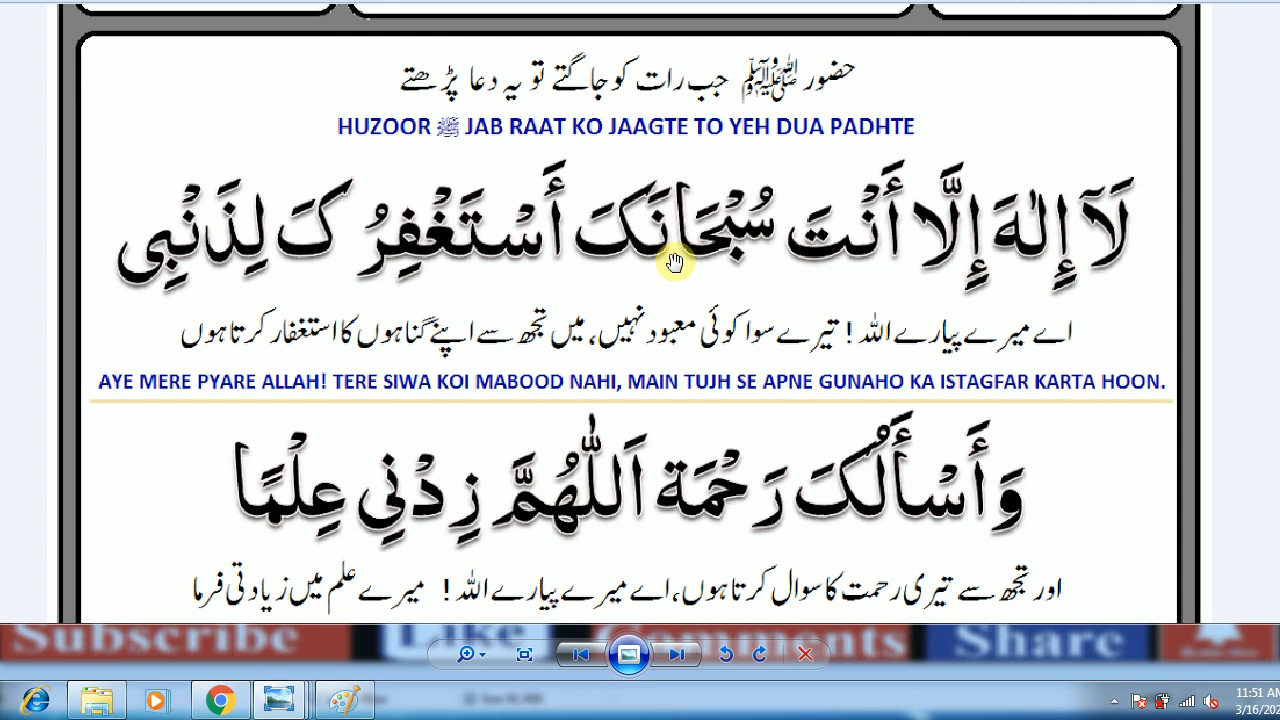 حضور ﷺ جب رات کو جاگتے تو یہ دعا پڑھتے
HUZOOR ﷺ JAB RAAT KO JAAGTE TO YEH DUA PADHTE
لَآ إِلٰهَ إِلَّا أَنْتَ سُبْحَانَکَ أَسْتَغْفِرُ کَ لِذَنْۢبِی
اے میرے پیارے اللہ ! تیرے سوا کوئی معبود نہیں، میں تجھ سے اپنے گناہوں کا استغفار کرتا ہوں
AYE MERE PYARE ALLAH! TERE SIWA KOI MABOOD NAHI, MAIN TUJH SE APNE GUNAHO KA ISTAGFAR KARTA HOON.
وَأَسْأَلُکَ رَحْمَة اَللّٰهُمَّ زِدْنِي عِلْمًا
اور تجھ سے تیری رحمت کا سوال کرتا ہوں، اے میرے پیارے اللہ ! میرے علم میں زیادتی فرما
Subscribe Like Comments Share
11:51 AM
3/16/202